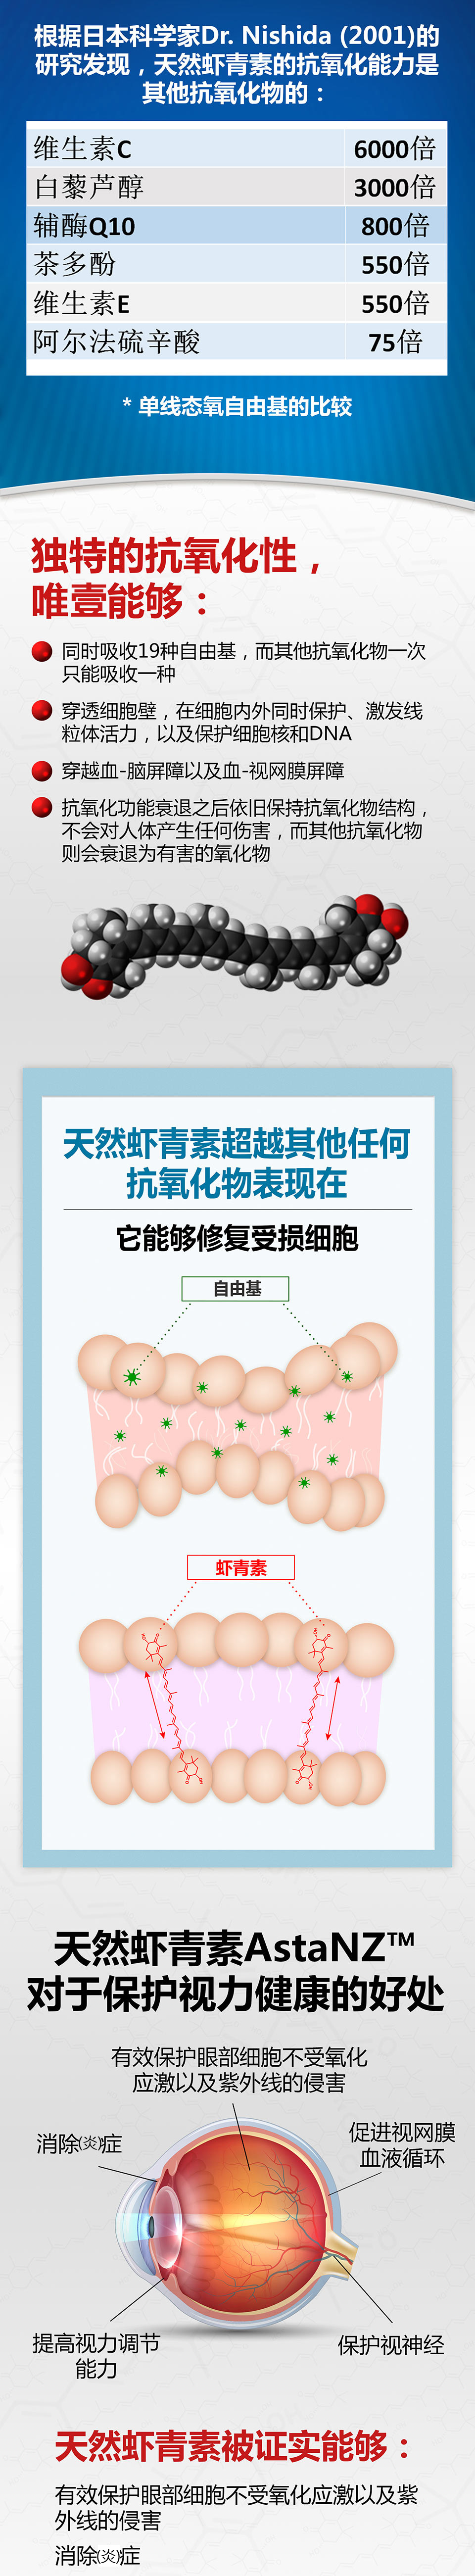 根据日本科学家Dr. Nishida (2001)的
研究发现，天然虾青素的抗氧化能力是
其他抗氧化物的：
维生素C 6000倍
白藜芦醇 3000倍
辅酶Q10 800倍
茶多酚 550倍
维生素E 550倍
阿尔法硫辛酸 75倍
* 单线态氧自由基的比较
独特的抗氧化性，
唯壹能够：
同时吸收19种自由基，而其他抗氧化物一次
只能吸收一种
穿透细胞壁，在细胞内外同时保护、激发线
粒体活力，以及保护细胞核和DNA
穿越血-脑屏障以及血-视网膜屏障
抗氧化功能衰退之后依旧保持抗氧化物结构，
不会对人体产生任何伤害，而其他抗氧化物
则会衰退为有害的氧化物
天然虾青素超越其他任何
抗氧化物表现在
它能够修复受损细胞
自由基
虾青素
天然虾青素AstaNZ™
对于保护视力健康的好处
有效保护眼部细胞不受氧化
应激以及紫外线的侵害
消除(炎)症
促进视网膜
血液循环
提高视力调节
能力
保护视神经
天然虾青素被证实能够：
有效保护眼部细胞不受氧化应激以及紫
外线的侵害
消除(炎)症